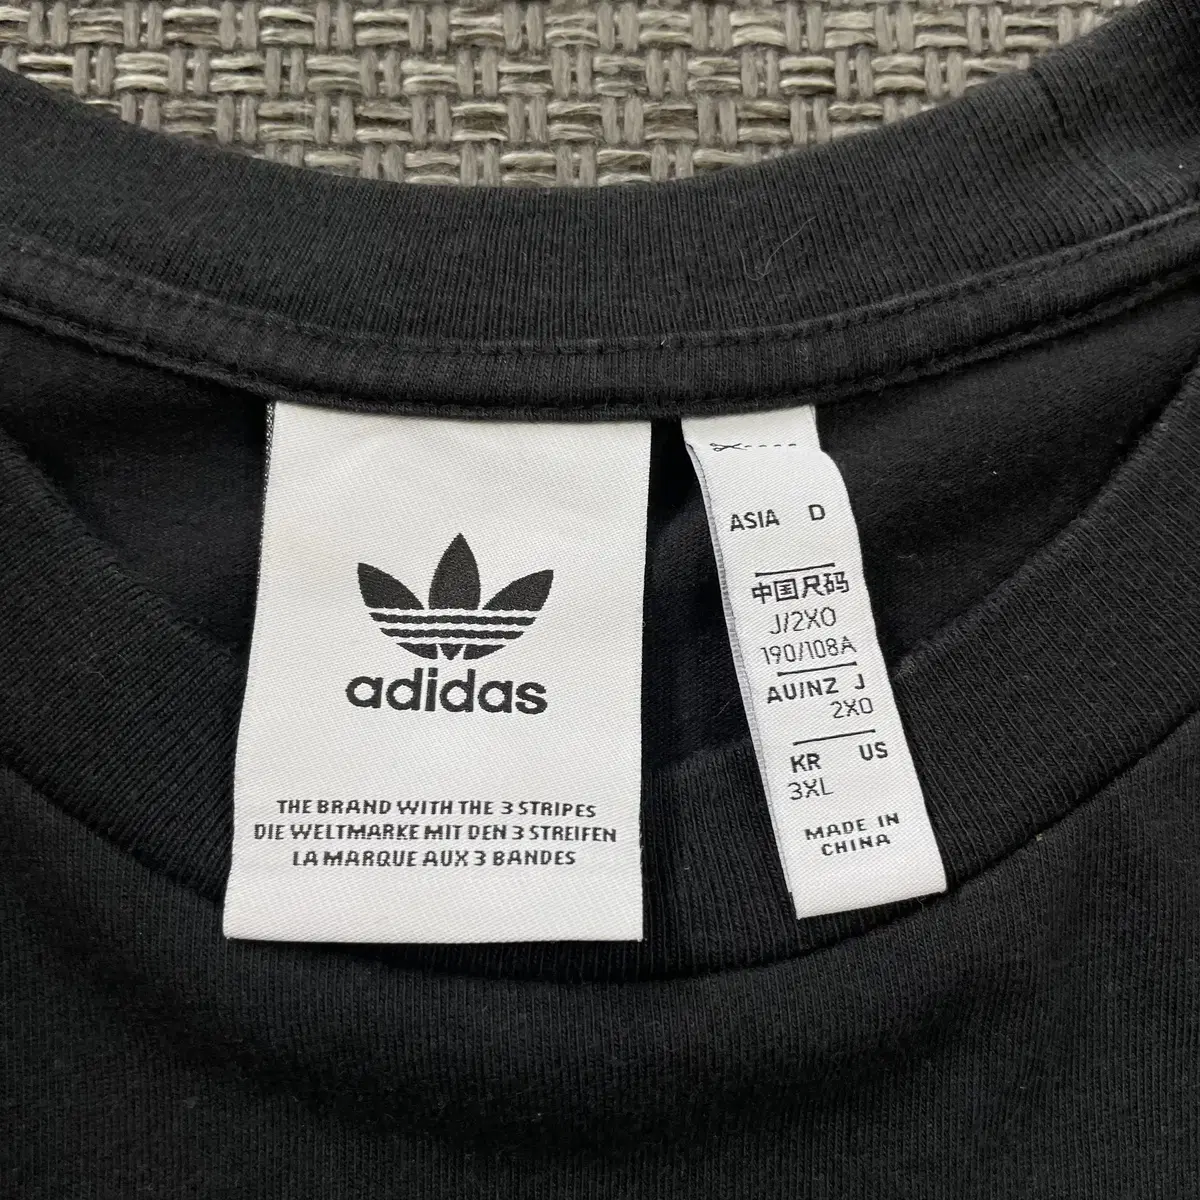 adidas
THE BRAND WITH THE 3 STRIPES
DIE WELTMARKE MIT DEN 3 STREIFEN
LA MARQUE AUX 3 BANDES
ASIA D
中国尺码
J/2XO
190/108A
AU/NZ J
2XO
KR US
3XL
MADE IN
CHINA